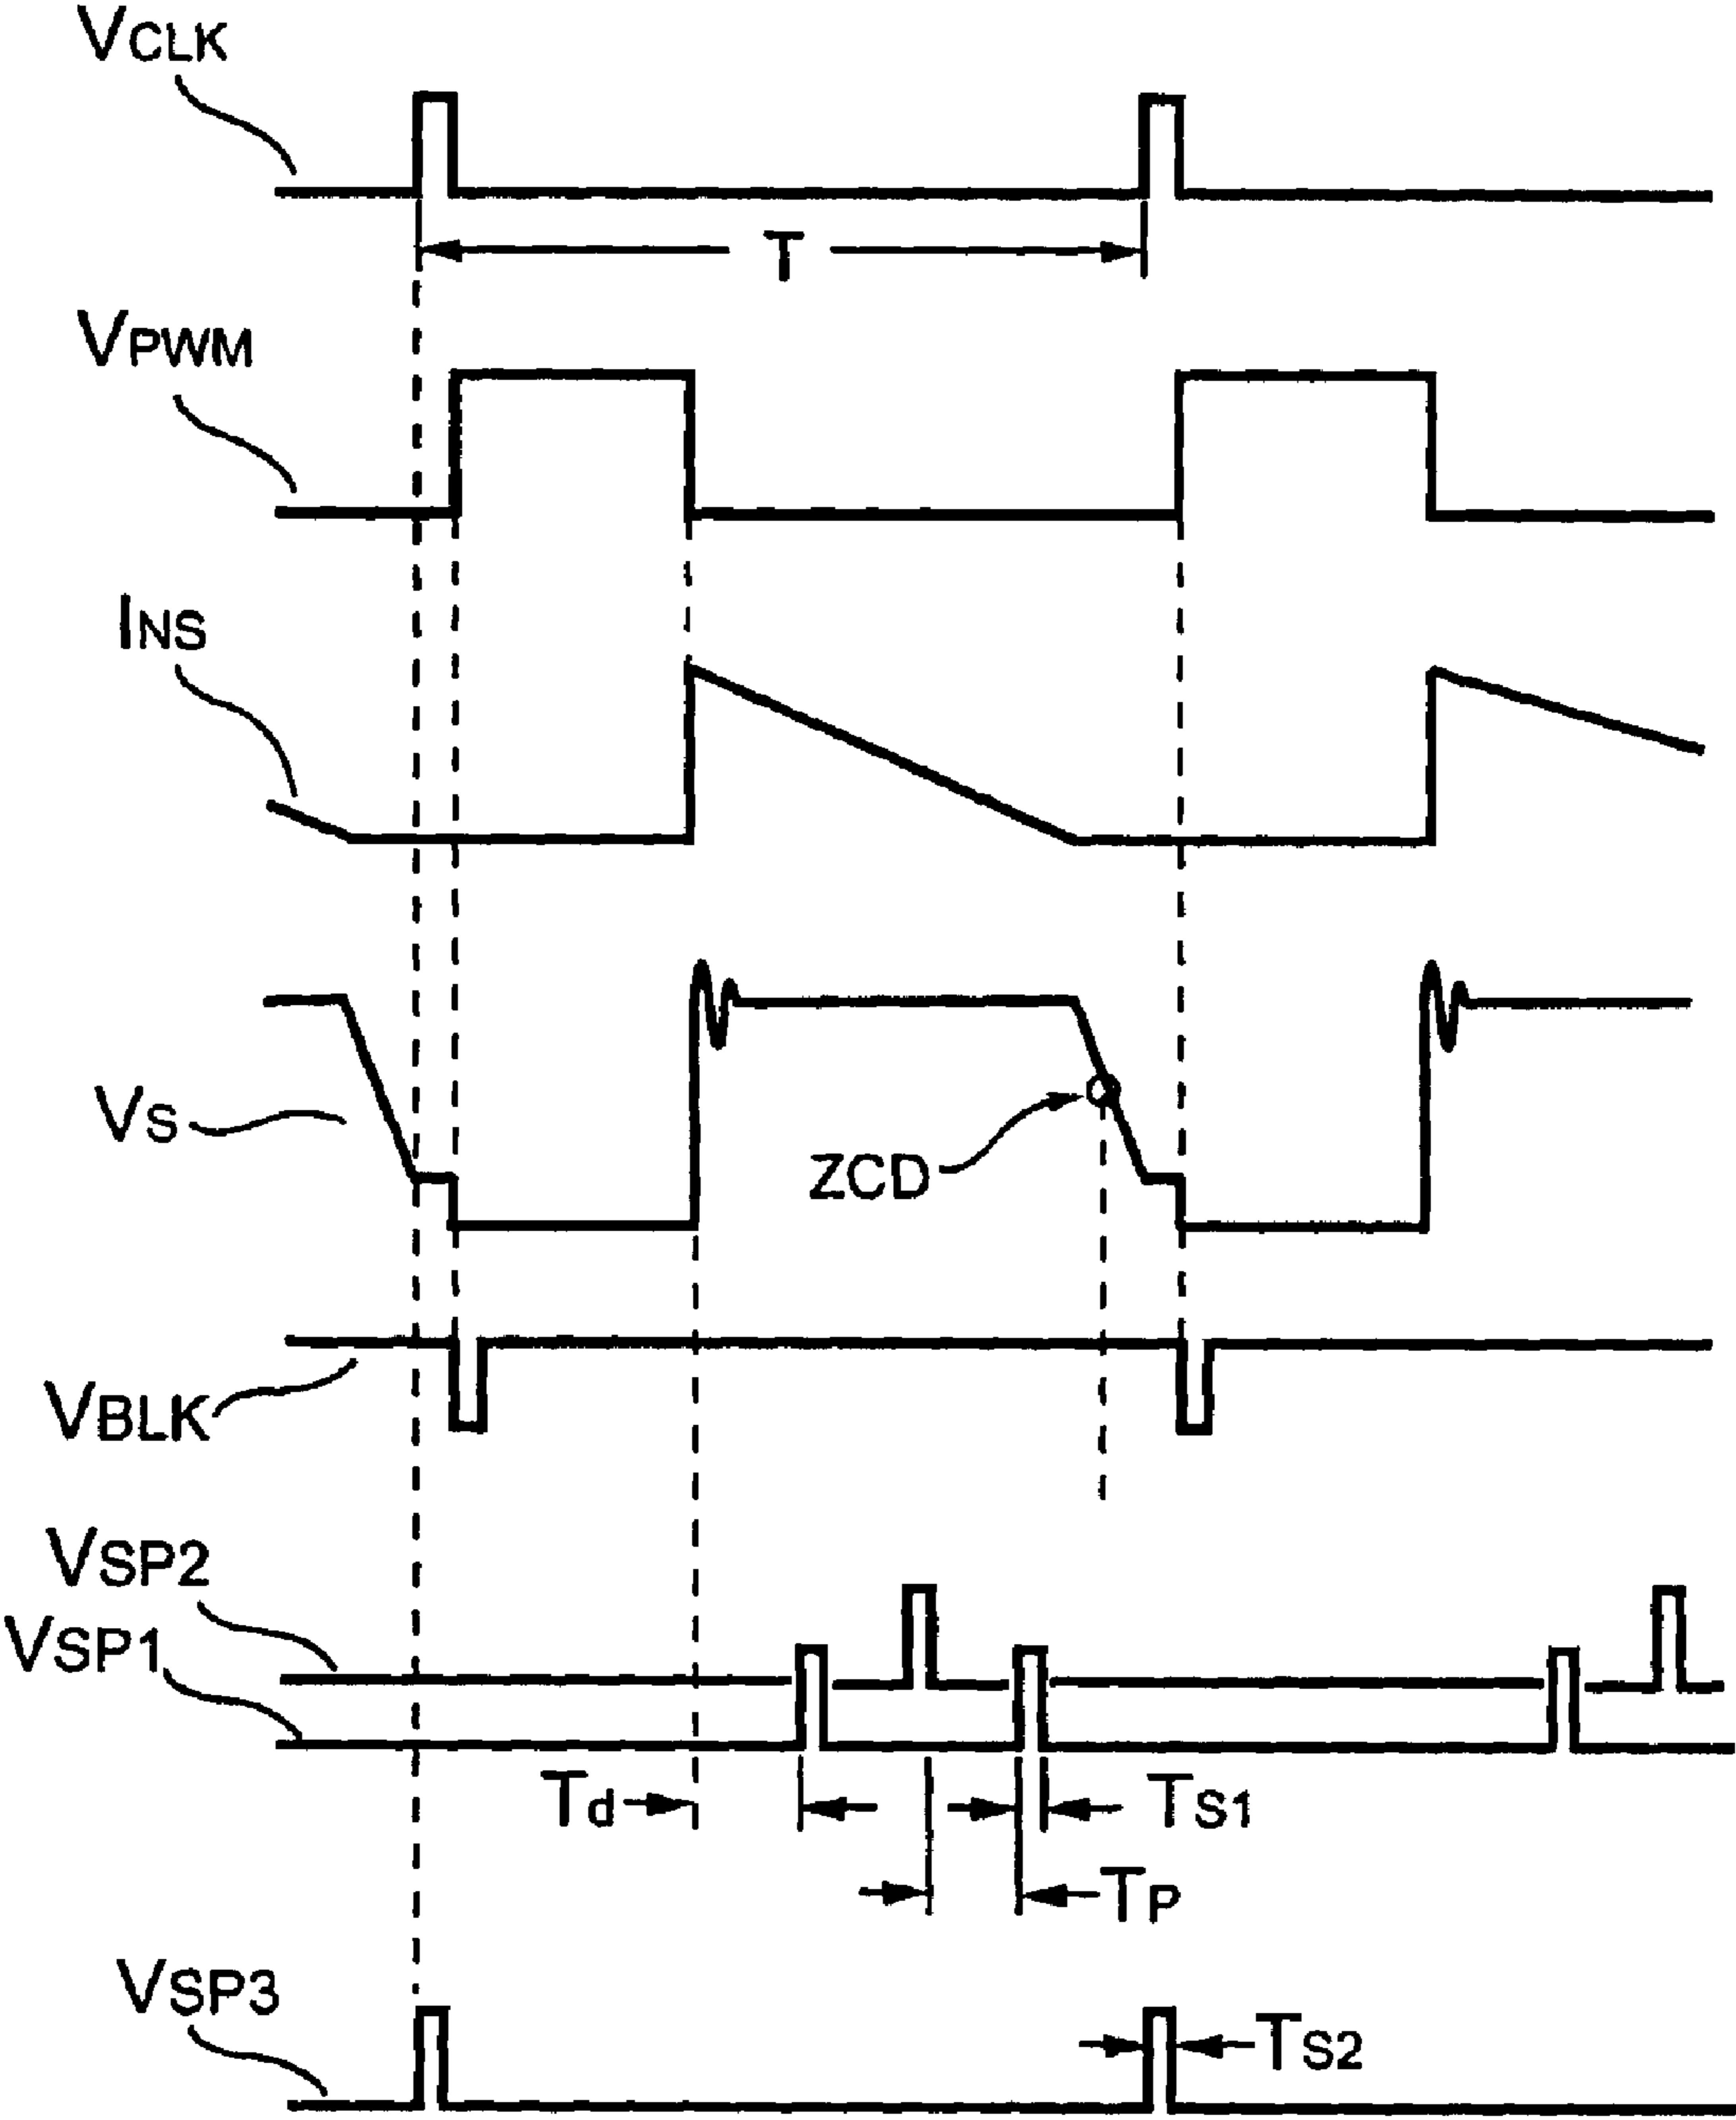 VCLK
T
VPWM
INS
VS
ZCD
VBLK
VSP2
VSP1
Td
TS1
TP
VSP3
TS2